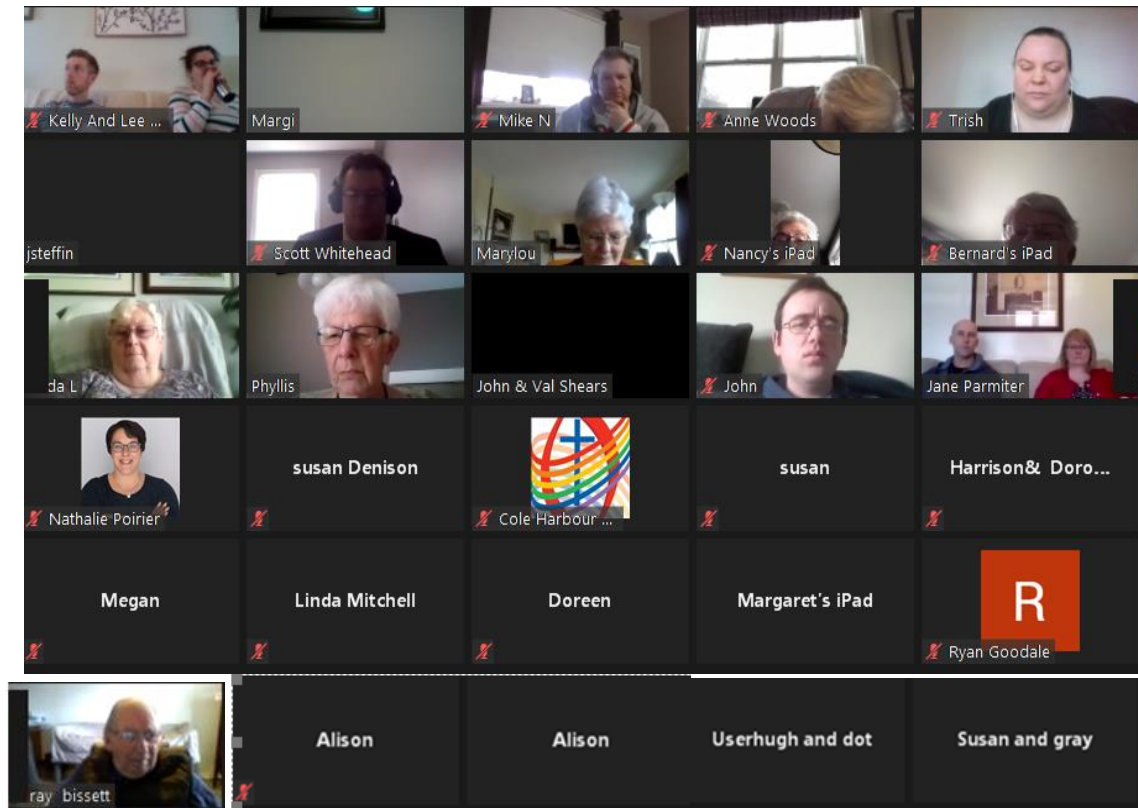 Kelly And Lee ...
Margi
Mike N
Anne Woods
Trish
jsteffin
Scott Whitehead
Marylou
Nancy's iPad
Bernard's iPad
da L
Phyllis
John & Val Shears
John
Jane Parmiter
Nathalie Poirier
susan Denison
Cole Harbour ...
susan
Harrison& Doro...
Megan
Linda Mitchell
Doreen
Margaret's iPad
R
Ryan Goodale
ray bissett
Alison
Alison
Userhugh and dot
Susan and gray